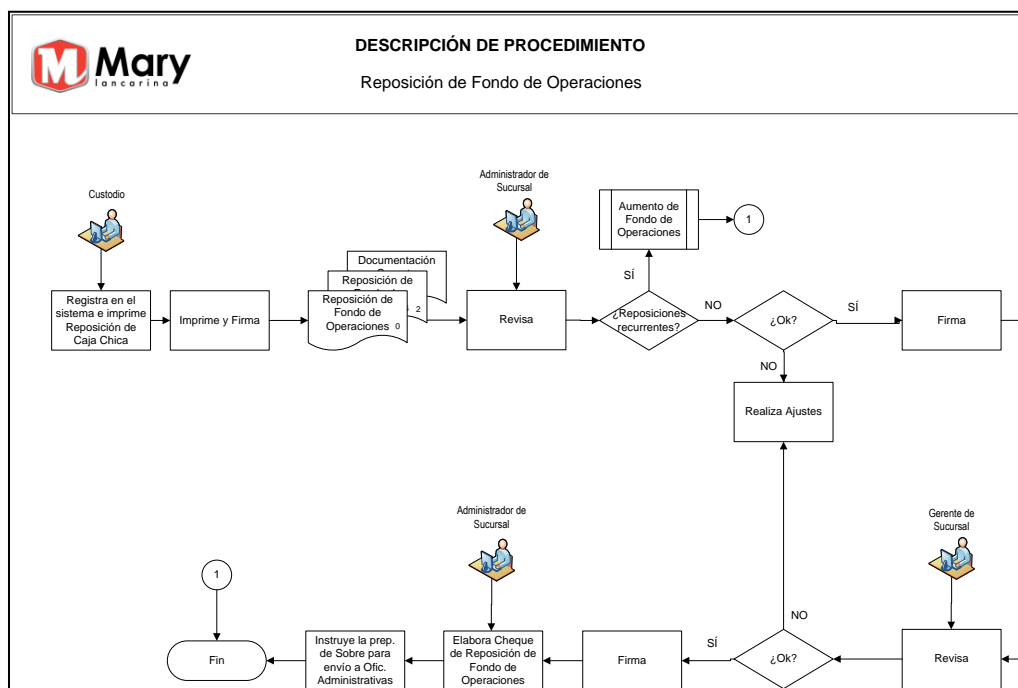 DESCRIPCIÓN DE PROCEDIMIENTO
Mary
lancarina
Reposición de Fondo de Operaciones
Custodio
Administrador de
Sucursal
Aumento de
Fondo de
Operaciones
1
Documentación
Reposición de
2
Reposición de
Fondo de
Operaciones 0
SÍ
Registra en el
sistema e imprime
Reposición de
Caja Chica
Imprime y Firma
Revisa
¿Reposiciones
recurrentes?
NO
¿Ok?
SÍ
Firma
NO
Realiza Ajustes
Administrador de
Sucursal
Gerente de
Sucursal
1
NO
Fin
Instruye la prep.
de Sobre para
envío a Ofic.
Administrativas
Elabora Cheque
de Reposición de
Fondo de
Operaciones
Firma
SÍ
¿Ok?
Revisa